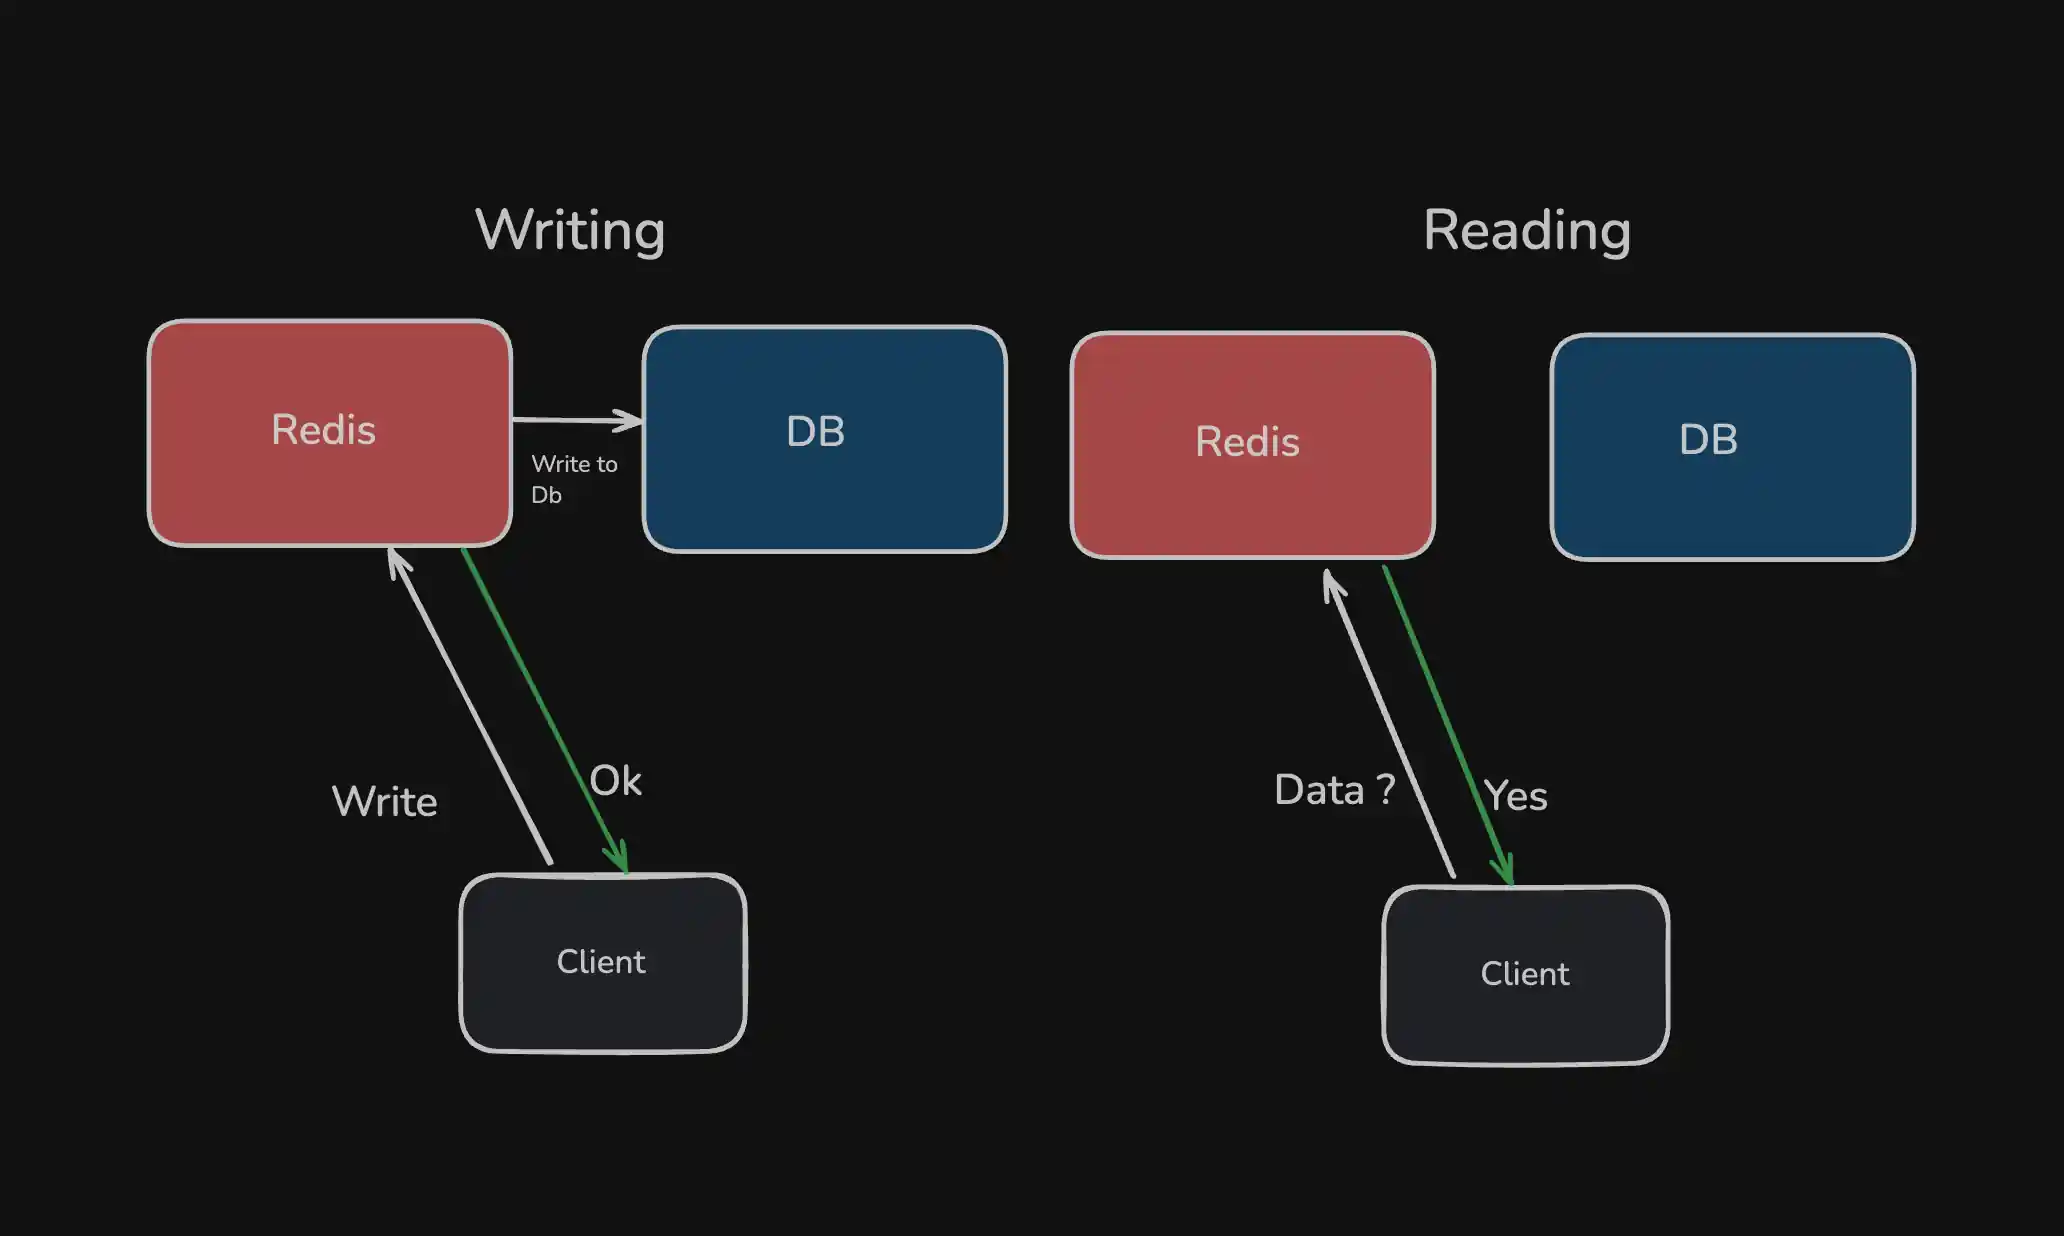 Writing
Redis
DB
Write to
Db
Write
Ok
Client
Reading
Redis
DB
Data ?
Yes
Client